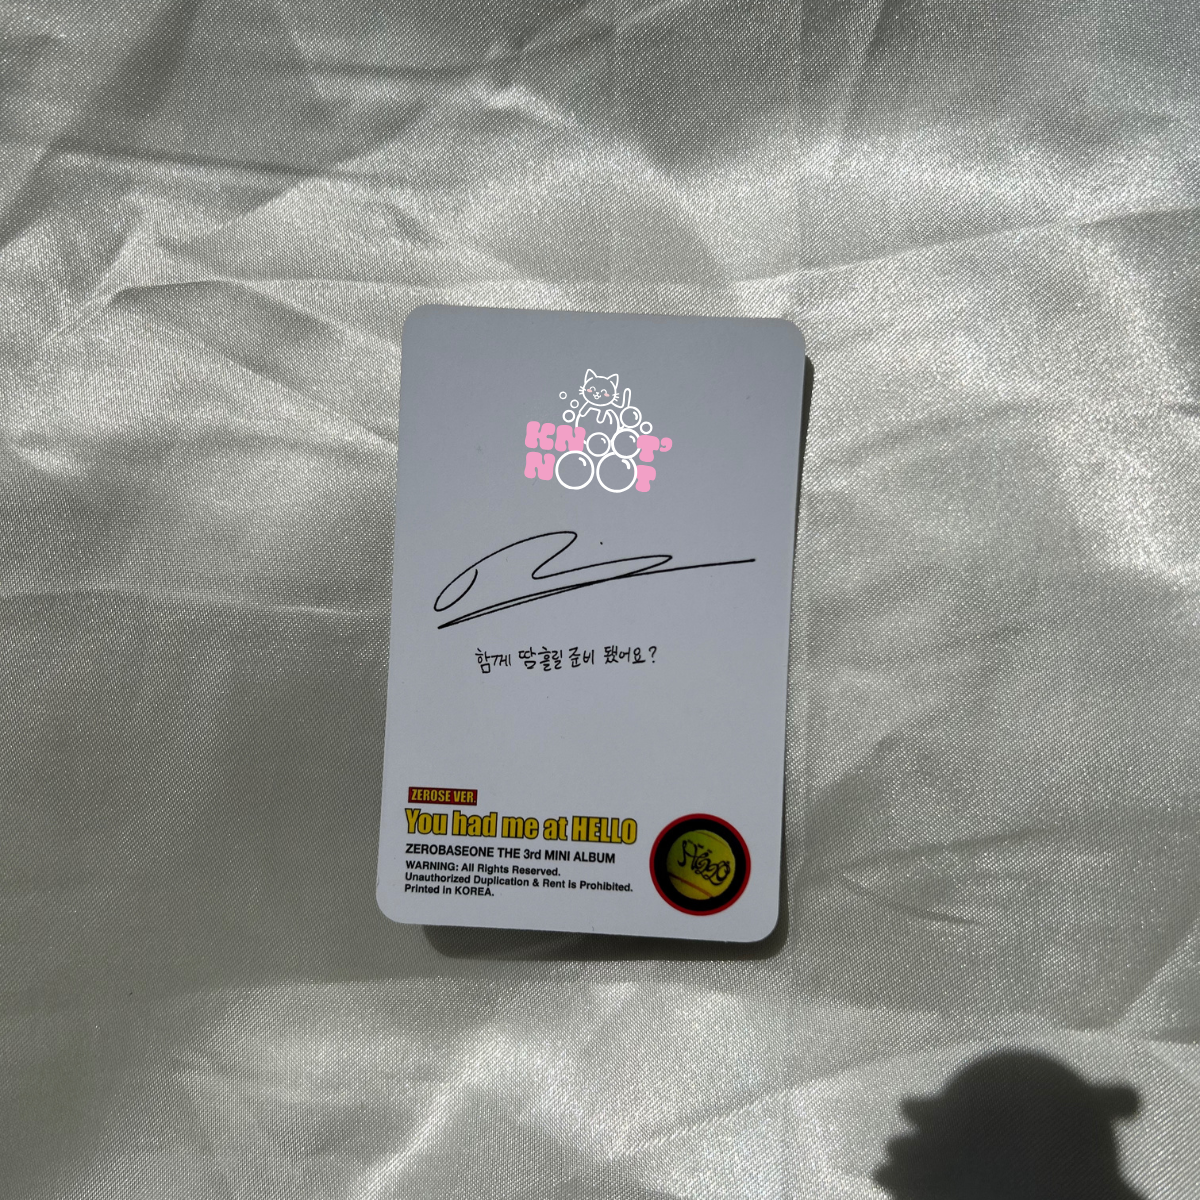 KNOT'
NOOT
함께 땀흘릴 준비 됐어요?
ZEROSE VER.
You had me at HELLO
ZEROBASEONE THE 3rd MINI ALBUM
WARNING: All Rights Reserved.
Unauthorized Duplication & Rent is Prohibited.
Printed in KOREA.